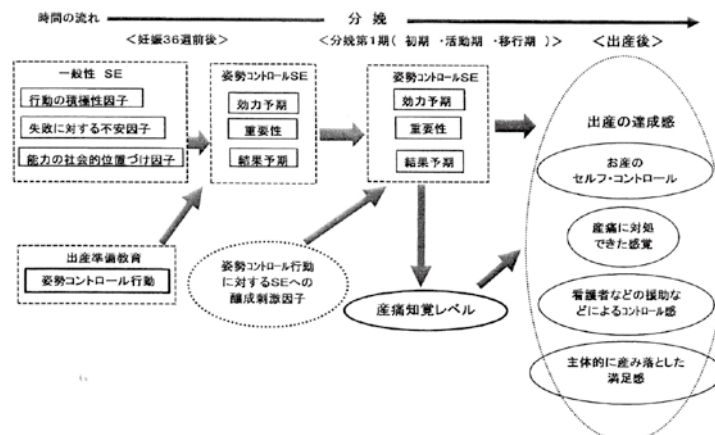 時間の流れ
分 娩
<妊娠36週前後>
<分娩第1期( 初期 ・活動期 ・移行期 )>
<出産後>
一般性 SE
行動の積極性因子
失敗に対する不安因子
能力の社会的位置づけ因子
姿勢コントロールSE
効力予期
重要性
結果予期
姿勢コントロールSE
効力予期
重要性
結果予期
出産の達成感
お産の
セルフ・コントロール
産痛に対処
できた感覚
看護者などの援助な
どによるコントロール感
主体的に産み落とした
満足感
出産準備教育
姿勢コントロール行動
姿勢コントロール行動
に対するSEへの
醸成刺激因子
産痛知覚レベル